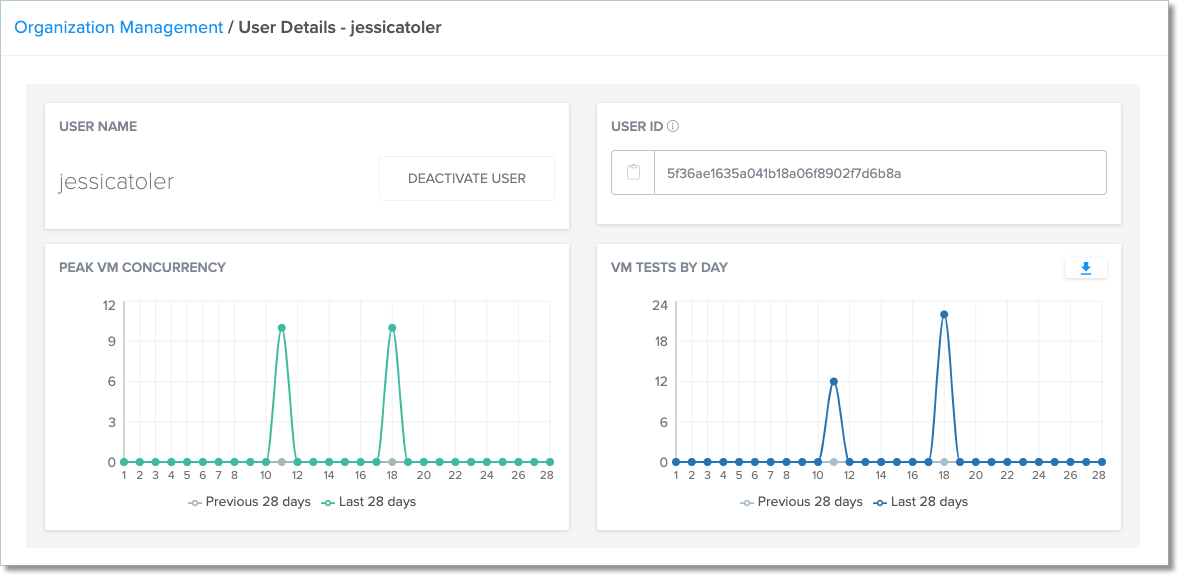 Organization Management / User Details - jessicatoler
USER NAME
jessicatoler
DEACTIVATE USER
USER ID
5f36ae1635a041b18a06f8902f7d6b8a
PEAK VM CONCURRENCY
12
9
6
3
0
1 2 3 4 5 6 7 8 10 12 14 16 18 20 22 24 26 28
Previous 28 days Last 28 days
VM TESTS BY DAY
24
18
12
6
0
1 2 3 4 5 6 7 8 10 12 14 16 18 20 22 24 26 28
Previous 28 days Last 28 days